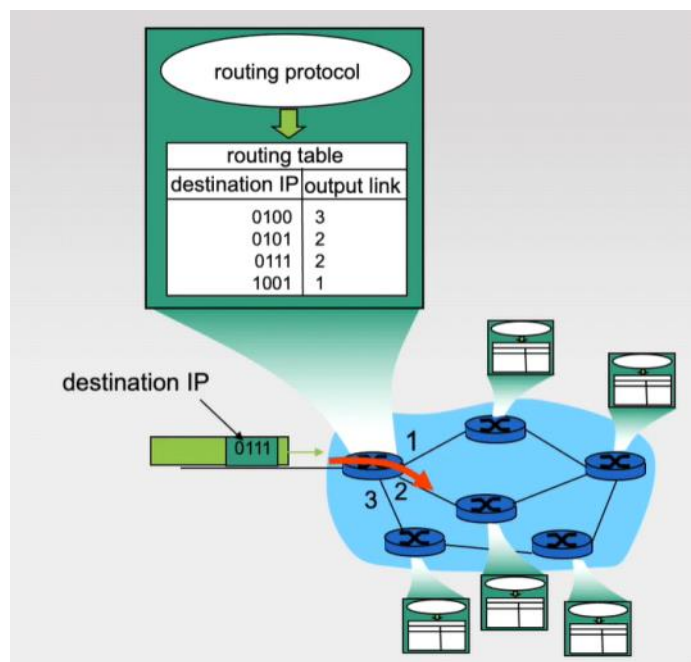 routing protocol
routing table
destination IP output link
0100 3
0101 2
0111 2
1001 1
destination IP
0111
1
2
3